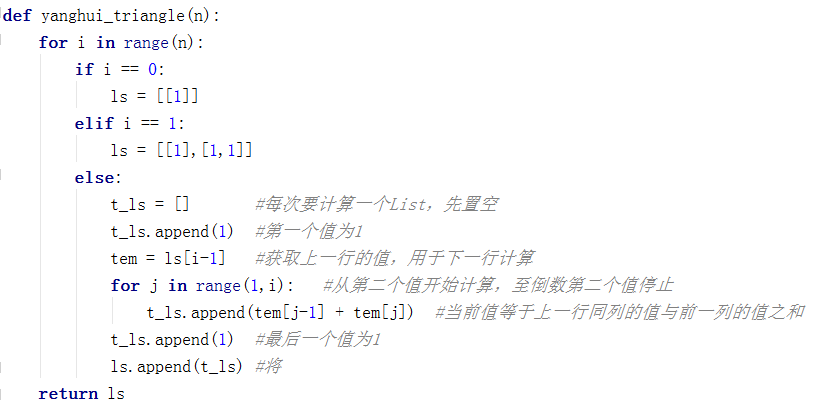 def yanghui_triangle(n):
    for i in range(n):
        if i == 0:
            ls = [[1]]
        elif i == 1:
            ls = [[1],[1,1]]
        else:
            t_ls = []       #每次要计算一个List，先置空
            t_ls.append(1)  #第一个值为1
            tem = ls[i-1]   #获取上一行的值，用于下一行计算
            for j in range(1,i):   #从第二个值开始计算，至倒数第二个值停止
                t_ls.append(tem[j-1] + tem[j])  #当前值等于上一行同列的值与前一列的值之和
            t_ls.append(1)  #最后一个值为1
            ls.append(t_ls) #将
    return ls